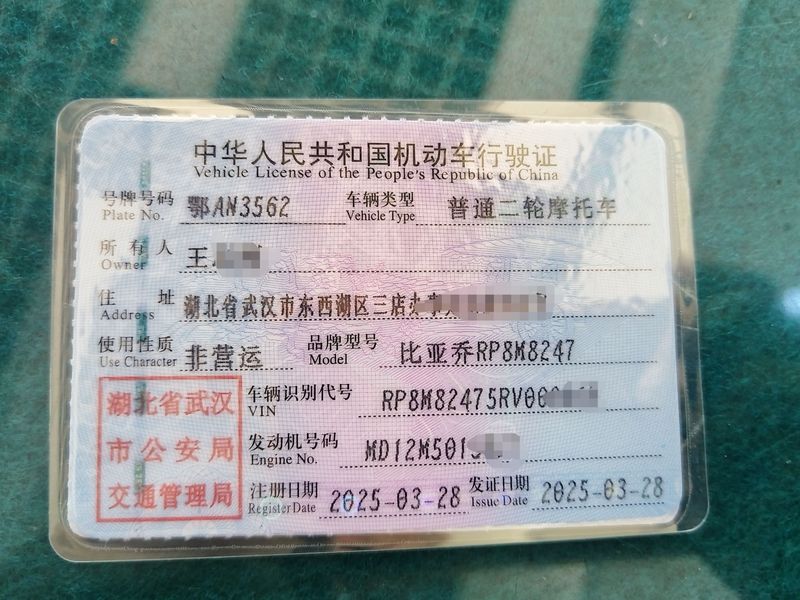 中华人民共和国机动车行驶证
Vehicle License of the People's Republic of China
号牌号码 鄂AN3562 车辆类型 普通二轮摩托车
Plate No. Vehicle Type
所有人 王
Owner
住址 湖北省武汉市东西湖区三店办事
Address
使用性质 非营运 品牌型号 比亚乔RP8M8247
Use Character Model
湖北省武汉
市公安局
交通管理局
车辆识别代号 RP8M82475RV00
VIN
发动机号码 MD12M501
Engine No.
注册日期 2025-03-28 发证日期 2025-03-28
Register Date Issue Date